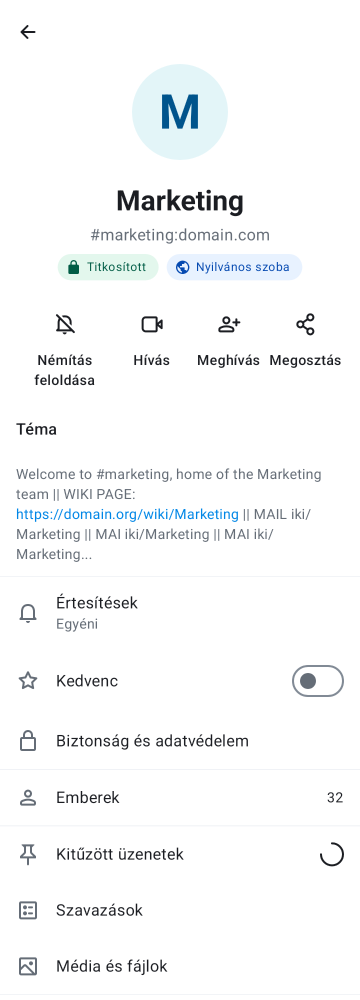 M
Marketing
#marketing:domain.com
Titkosított
Nyilvános szoba
Némítás
feloldása
Hívás
Meghívás
Megosztás
Téma
Welcome to #marketing, home of the Marketing
team || WIKI PAGE:
https://domain.org/wiki/Marketing || MAIL iki/
Marketing || MAI iki/Marketing || MAI iki/
Marketing...
Értesítések
Egyéni
Kedvenc
Biztonság és adatvédelem
Emberek 32
Kitűzött üzenetek
Szavazások
Média és fájlok